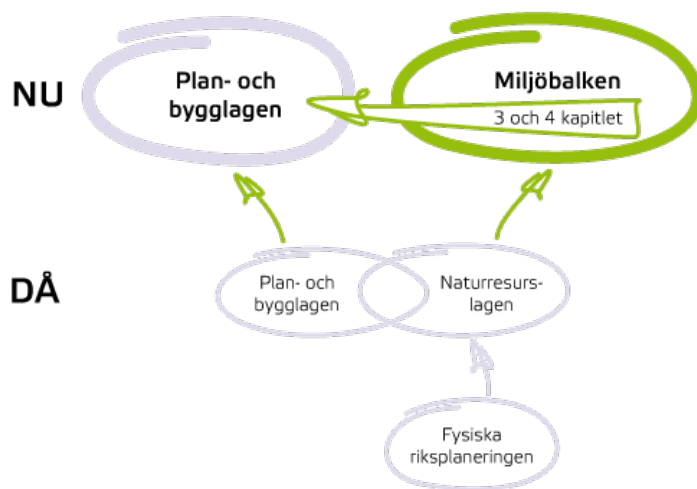 NU
Plan- och
bygglagen
Miljöbalken
3 och 4 kapitlet
DÅ
Plan- och
bygglagen
Naturresurs-
lagen
Fysiska
riksplaneringen